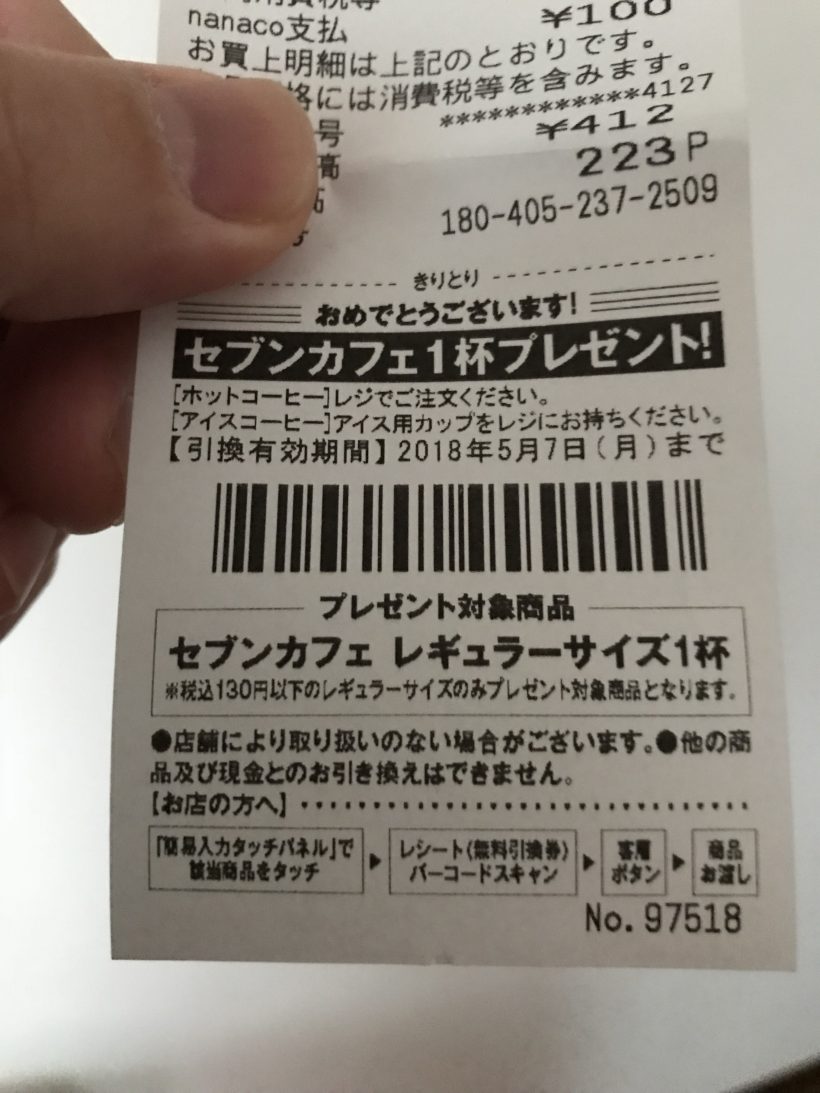 nanaco支払 ¥100
お買上明細は上記のとおりです。
格には消費税等を含みます。
号 ************4127
高 ¥412
223P
180-405-237-2509
きりとり
おめでとうございます!
セブンカフェ1杯プレゼント!
[ホットコーヒー]レジでご注文ください。
[アイスコーヒー]アイス用カップをレジにお持ちください。
【引換有効期間】2018年5月7日(月)まで
プレゼント対象商品
セブンカフェ レギュラーサイズ1杯
※税込130円以下のレギュラーサイズのみプレゼント対象商品となります。
●店舗により取り扱いのない場合がございます。●他の商
品及び現金とのお引き換えはできません。
【お店の方へ】
「簡易入力タッチパネル」で
該当商品をタッチ
▶
レシート(無料引換券)
バーコードスキャン
▶
客層
ボタン
▶
商品
お渡し
No.97518